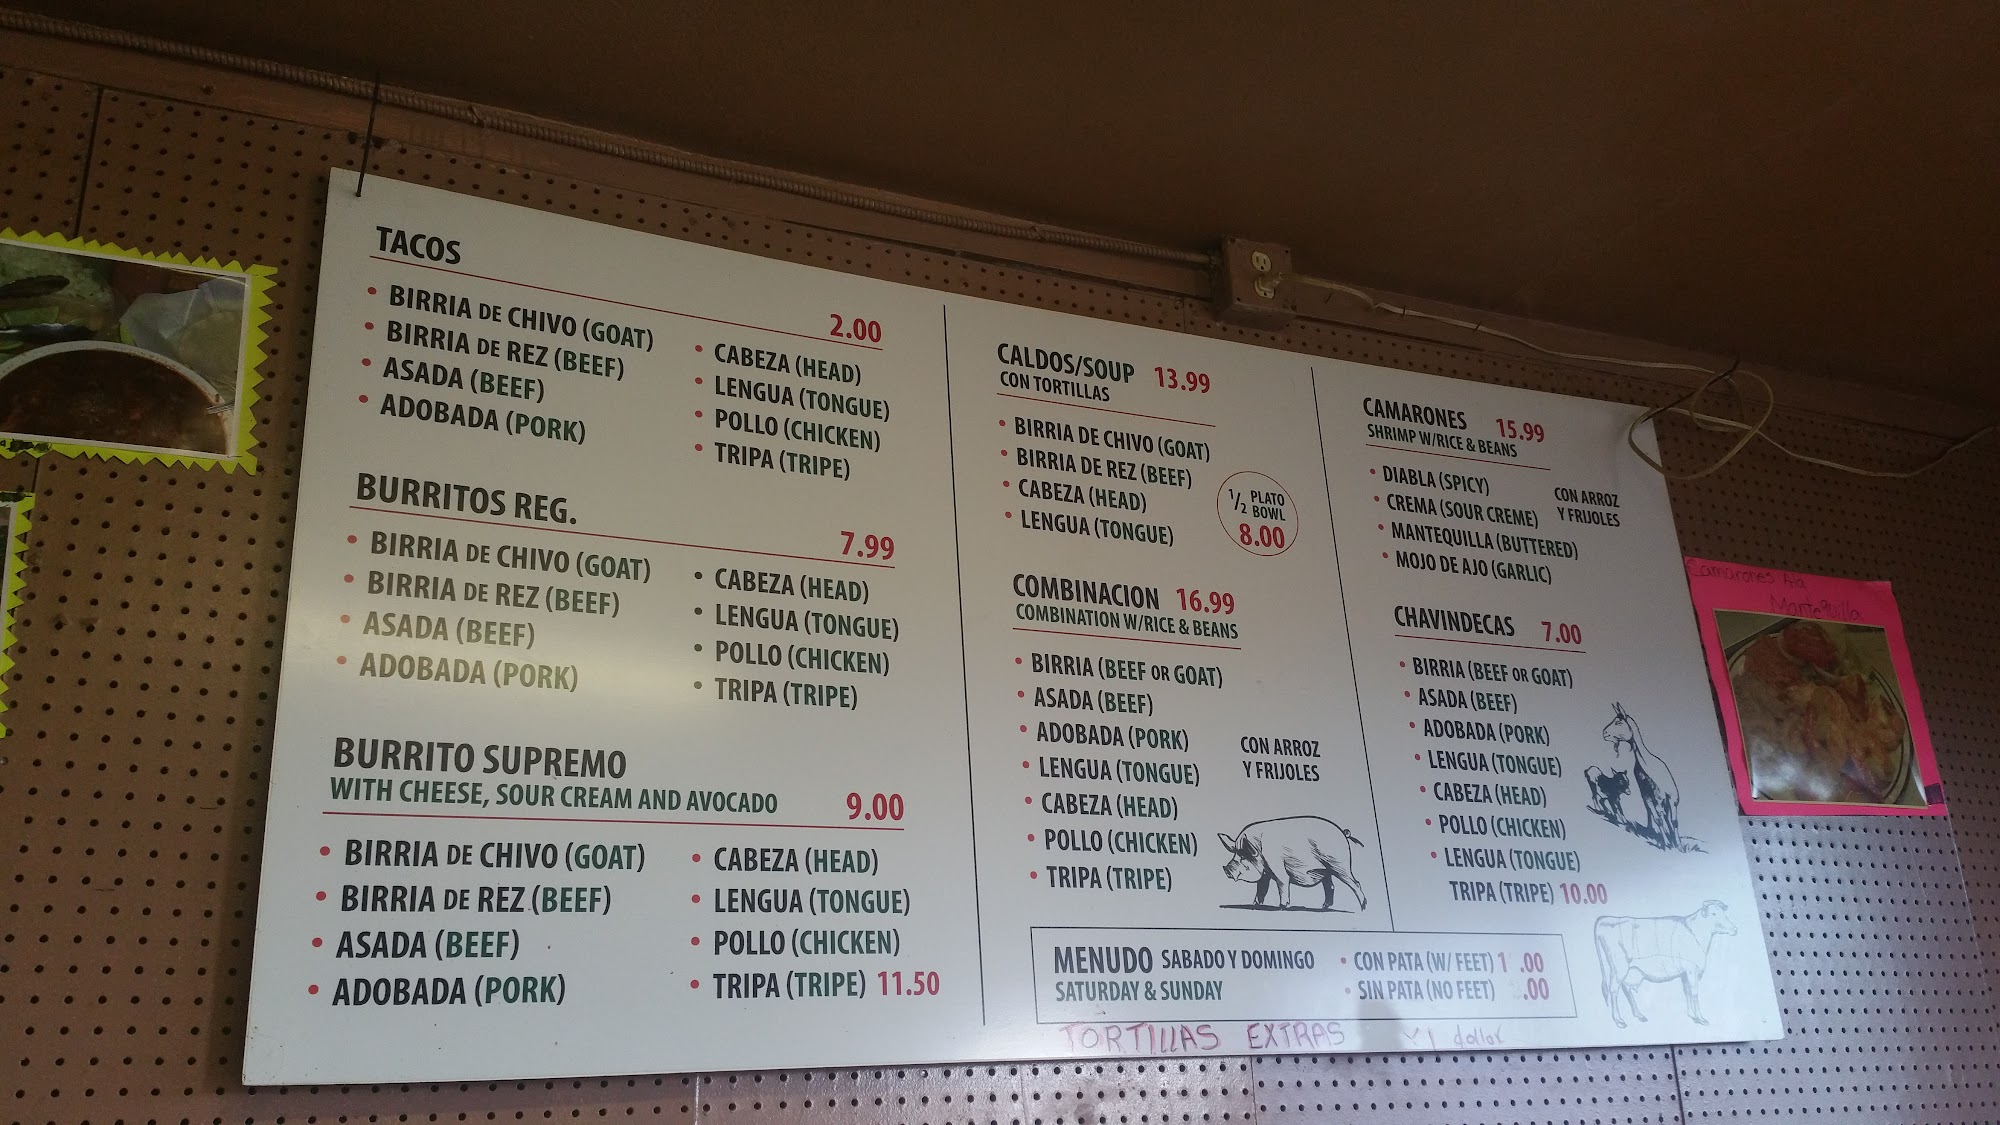 TACOS
2.00
• BIRRIA DE CHIVO (GOAT)
• BIRRIA DE REZ (BEEF)
• ASADA (BEEF)
• ADOBADA (PORK)
• CABEZA (HEAD)
• LENGUA (TONGUE)
• POLLO (CHICKEN)
• TRIPA (TRIPE)
BURRITOS REG.
7.99
• BIRRIA DE CHIVO (GOAT)
• BIRRIA DE REZ (BEEF)
• ASADA (BEEF)
• ADOBADA (PORK)
• CABEZA (HEAD)
• LENGUA (TONGUE)
• POLLO (CHICKEN)
• TRIPA (TRIPE)
BURRITO SUPREMO
WITH CHEESE, SOUR CREAM AND AVOCADO 9.00
• BIRRIA DE CHIVO (GOAT)
• BIRRIA DE REZ (BEEF)
• ASADA (BEEF)
• ADOBADA (PORK)
• CABEZA (HEAD)
• LENGUA (TONGUE)
• POLLO (CHICKEN)
• TRIPA (TRIPE) 11.50
CALDOS/SOUP 13.99
CON TORTILLAS
• BIRRIA DE CHIVO (GOAT)
• BIRRIA DE REZ (BEEF)
• CABEZA (HEAD)
• LENGUA (TONGUE)
1/2 PLATO
BOWL
8.00
COMBINACION 16.99
COMBINATION W/RICE & BEANS
• BIRRIA (BEEF OR GOAT)
• ASADA (BEEF)
• ADOBADA (PORK)
• LENGUA (TONGUE)
• CABEZA (HEAD)
• POLLO (CHICKEN)
• TRIPA (TRIPE)
CON ARROZ
Y FRIJOLES
CAMARONES 15.99
SHRIMP W/RICE & BEANS
• DIABLA (SPICY)
• CREMA (SOUR CREME)
• MANTEQUILLA (BUTTERED)
• MOJO DE AJO (GARLIC)
CON ARROZ
Y FRIJOLES
CHAVINDECAS 7.00
• BIRRIA (BEEF OR GOAT)
• ASADA (BEEF)
• ADOBADA (PORK)
• LENGUA (TONGUE)
• CABEZA (HEAD)
• POLLO (CHICKEN)
• LENGUA (TONGUE)
TRIPA (TRIPE) 10.00
MENUDO SABADO Y DOMINGO
SATURDAY & SUNDAY
• CON PATA (W/ FEET) 1 .00
• SIN PATA (NO FEET) .00
TORTILLAS EXTRAS 1 dollar
Camarones
Mantequilla